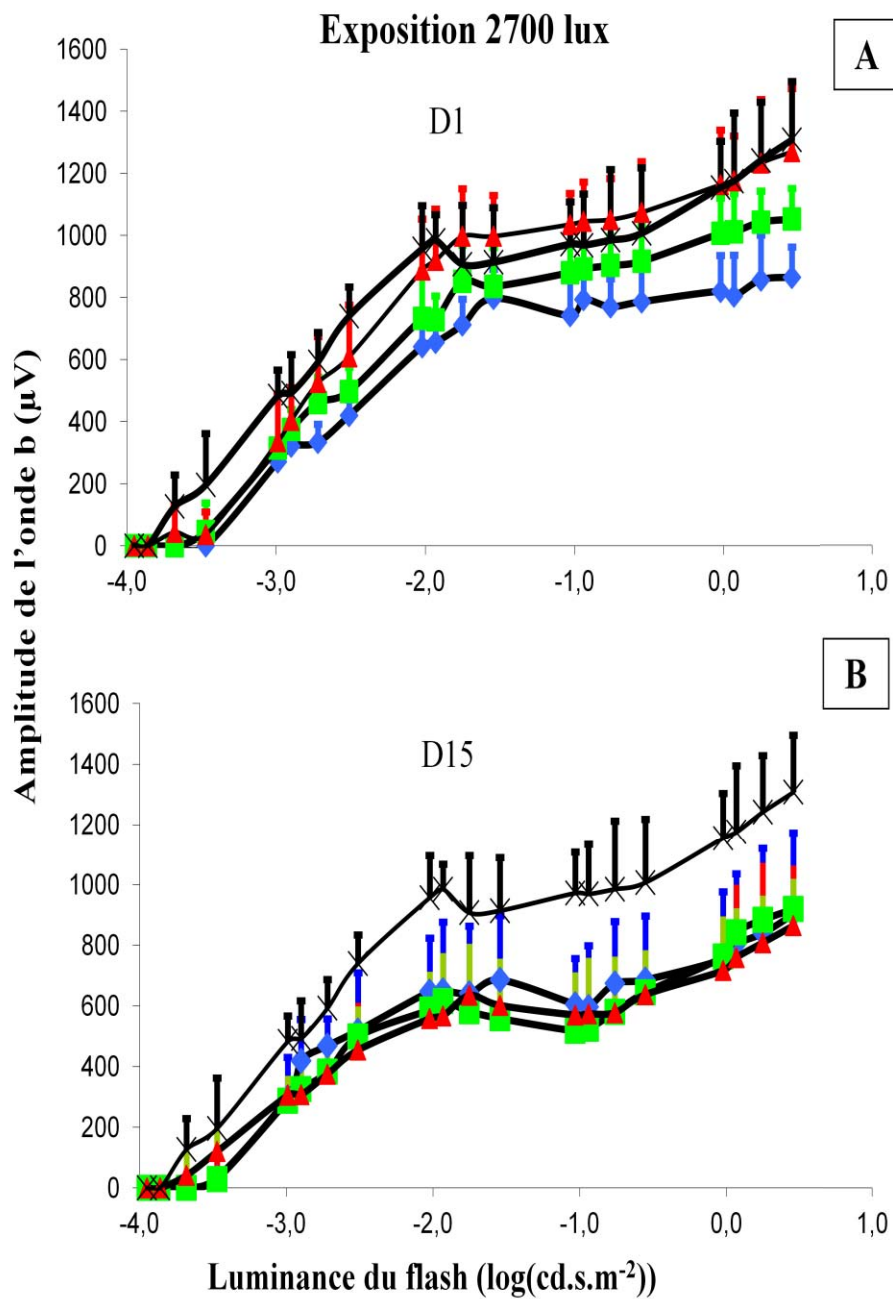 Exposition 2700 lux
A
D1
1600
1400
1200
1000
800
600
400
200
0
-4,0 -3,0 -2,0 -1,0 0,0 1,0
Amplitude de l'onde b (µV)
B
D15
1600
1400
1200
1000
800
600
400
200
0
-4,0 -3,0 -2,0 -1,0 0,0 1,0
Luminance du flash (log(cd.s.m⁻²))